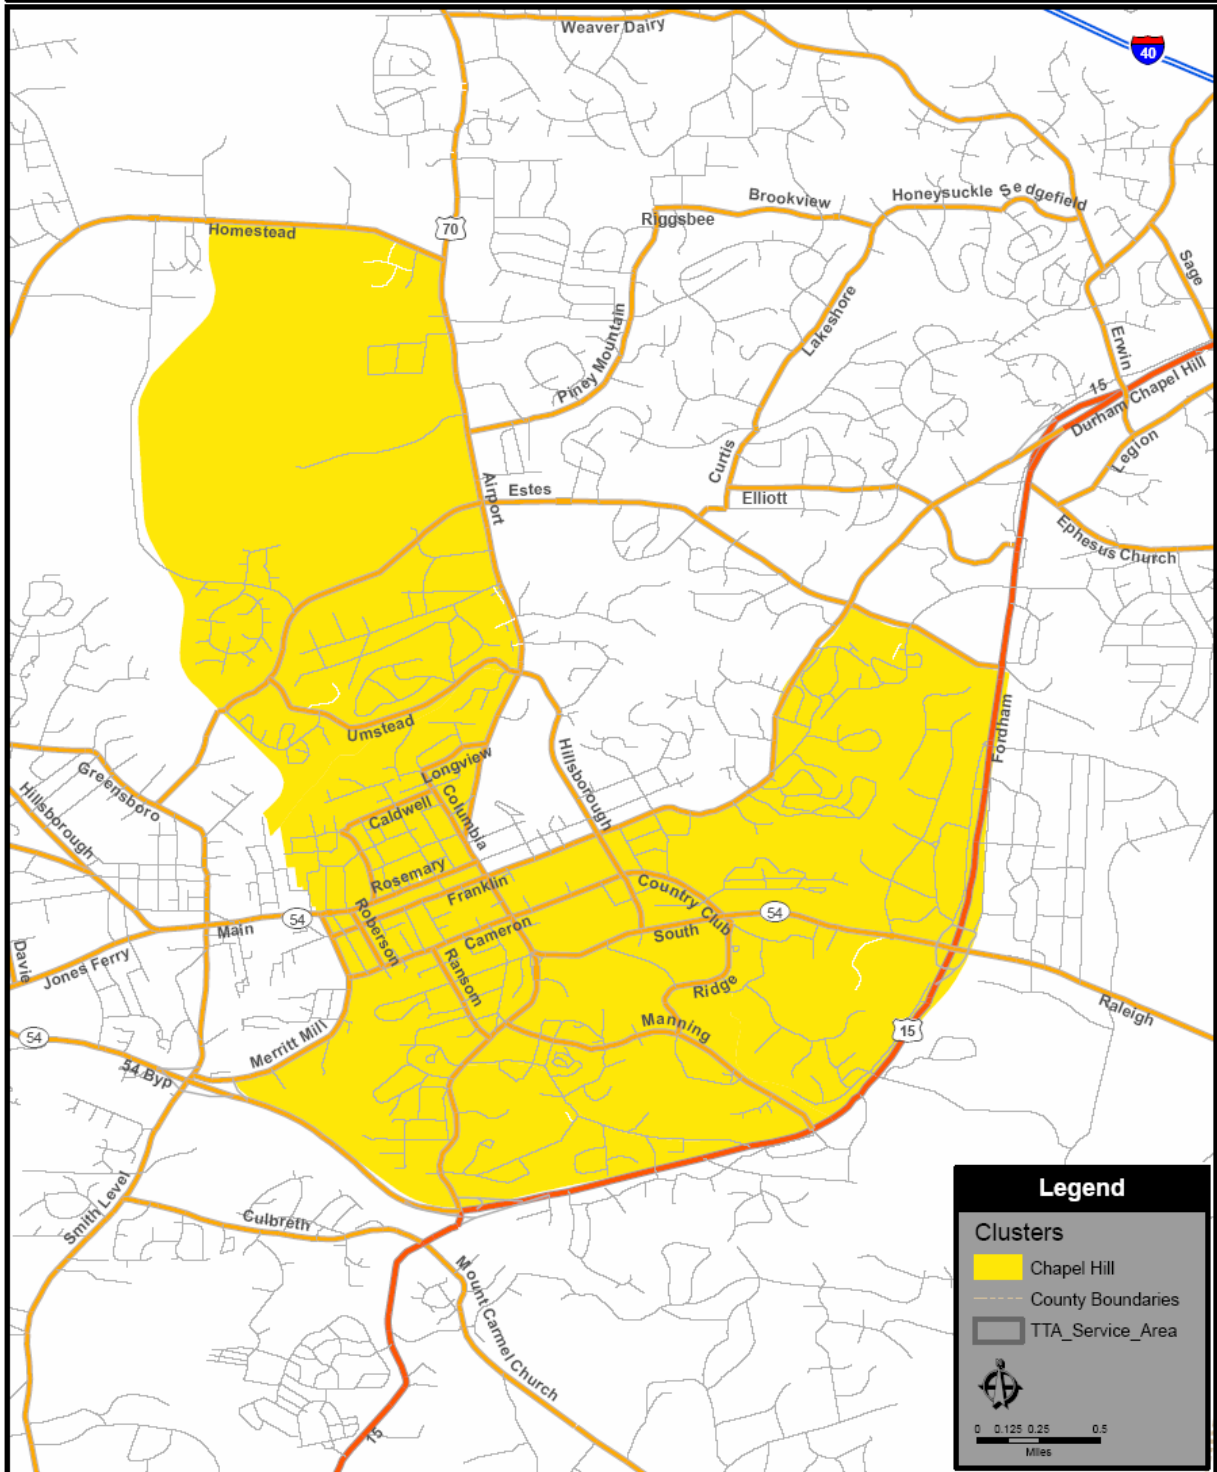 Weaver Dairy
40
Brookview
Honeysuckle
Sedgefield
Riggsbee
Homestead
70
Sage
Lakeshore
Piney Mountain
Erwin
15
Durham Chapel Hill
Curtis
Legion
Airport
Estes
Elliott
Ephesus Church
Umstead
Fordham
Hillsborough
Longview
Greensboro
Hillsborough
Caldwell
Columbia
Rosemary
Franklin
Country Club
Roberson
54
54
Main
Cameron
South
Davie
Jones Ferry
Ransom
Ridge
Raleigh
Manning
15
54
Merritt Mill
54 Byp
Smith Level
Culbreth
Mount Carmel Church
15
Legend
Clusters
Chapel Hill
County Boundaries
TTA_Service_Area
0 0.125 0.25 0.5
Miles